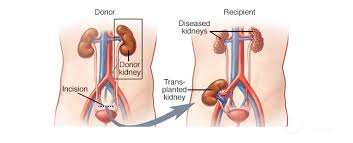 Donor
Donor
kidney
Incision
Recipient
Diseased
kidneys
Trans-
planted
kidney